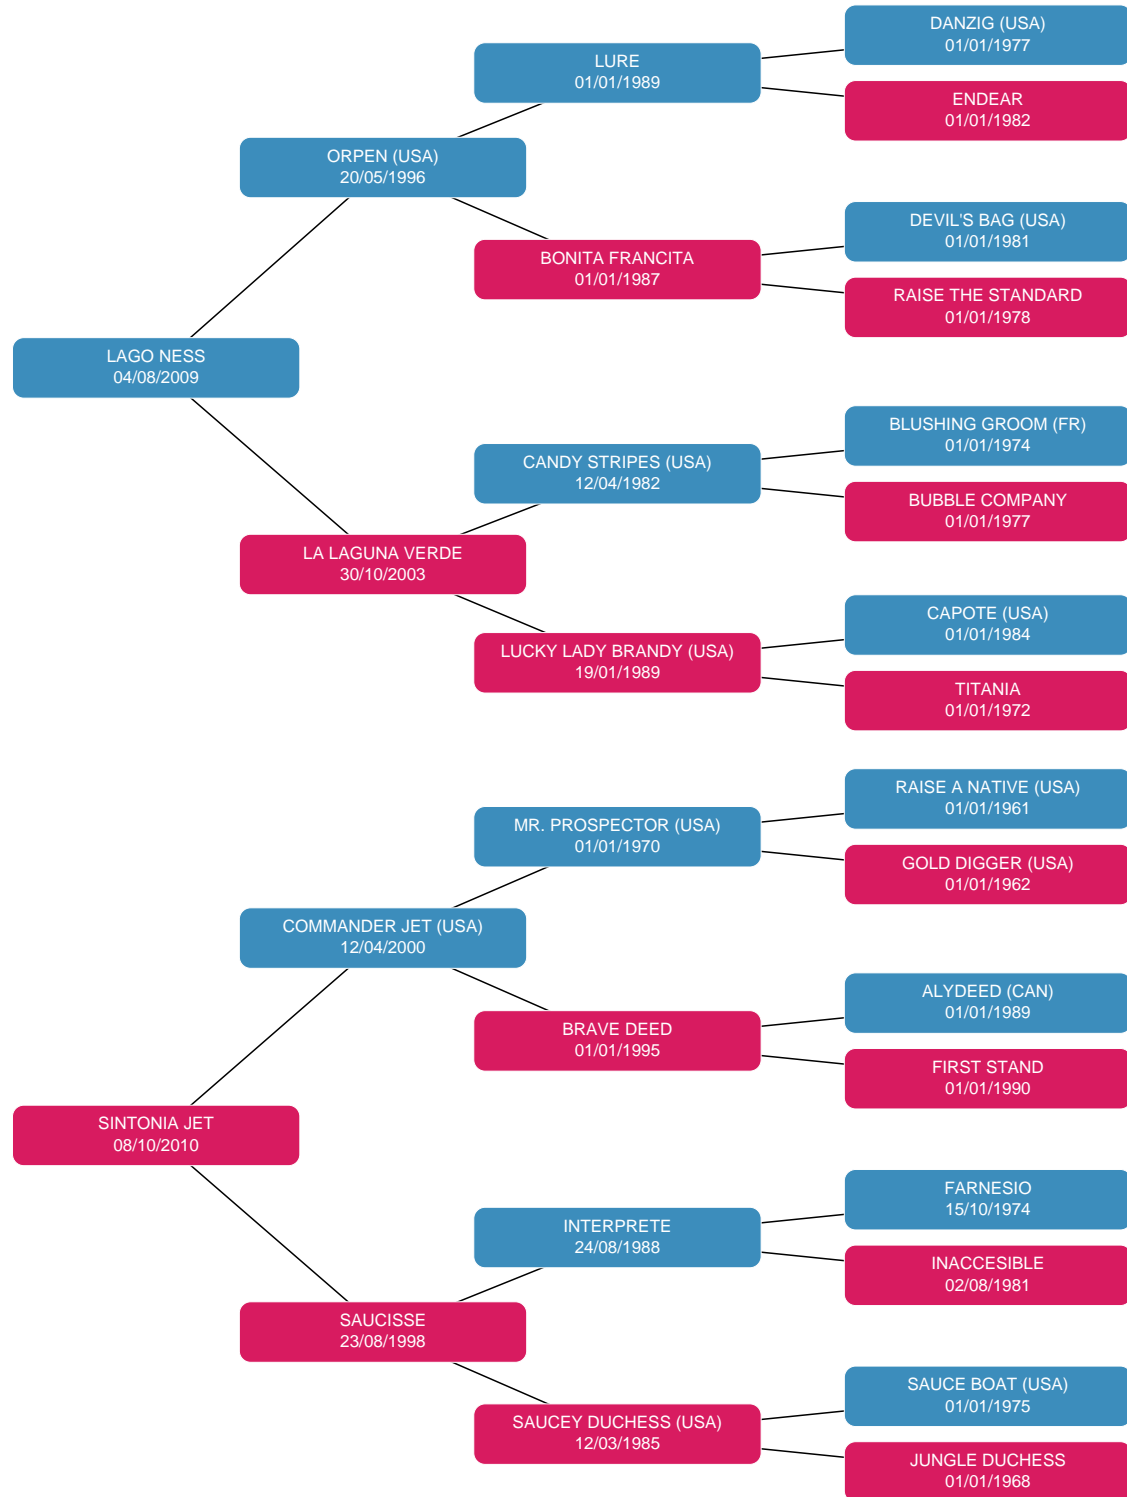 DANZIG (USA)
01/01/1977
LURE
01/01/1989
ENDEAR
01/01/1982
ORPEN (USA)
20/05/1996
DEVIL'S BAG (USA)
01/01/1981
BONITA FRANCITA
01/01/1987
RAISE THE STANDARD
01/01/1978
LAGO NESS
04/08/2009
BLUSHING GROOM (FR)
01/01/1974
CANDY STRIPES (USA)
12/04/1982
BUBBLE COMPANY
01/01/1977
LA LAGUNA VERDE
30/10/2003
CAPOTE (USA)
01/01/1984
LUCKY LADY BRANDY (USA)
19/01/1989
TITANIA
01/01/1972
RAISE A NATIVE (USA)
01/01/1961
MR. PROSPECTOR (USA)
01/01/1970
GOLD DIGGER (USA)
01/01/1962
COMMANDER JET (USA)
12/04/2000
ALYDEED (CAN)
01/01/1989
BRAVE DEED
01/01/1995
FIRST STAND
01/01/1990
SINTONIA JET
08/10/2010
FARNESIO
15/10/1974
INTERPRETE
24/08/1988
INACCESIBLE
02/08/1981
SAUCISSE
23/08/1998
SAUCE BOAT (USA)
01/01/1975
SAUCEY DUCHESS (USA)
12/03/1985
JUNGLE DUCHESS
01/01/1968